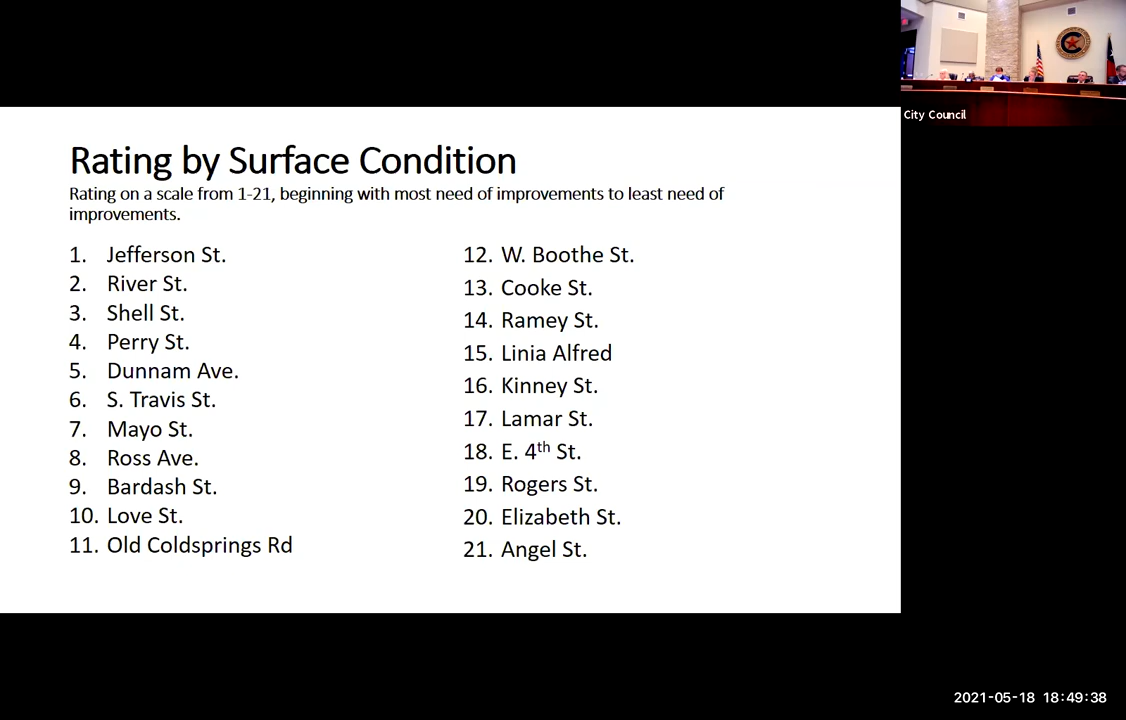 City Council
Rating by Surface Condition
Rating on a scale from 1-21, beginning with most need of improvements to least need of
improvements.
1. Jefferson St.
2. River St.
3. Shell St.
4. Perry St.
5. Dunnam Ave.
6. S. Travis St.
7. Mayo St.
8. Ross Ave.
9. Bardash St.
10. Love St.
11. Old Coldsprings Rd
12. W. Boothe St.
13. Cooke St.
14. Ramey St.
15. Linia Alfred
16. Kinney St.
17. Lamar St.
18. E. 4th St.
19. Rogers St.
20. Elizabeth St.
21. Angel St.
2021-05-18 18:49:38